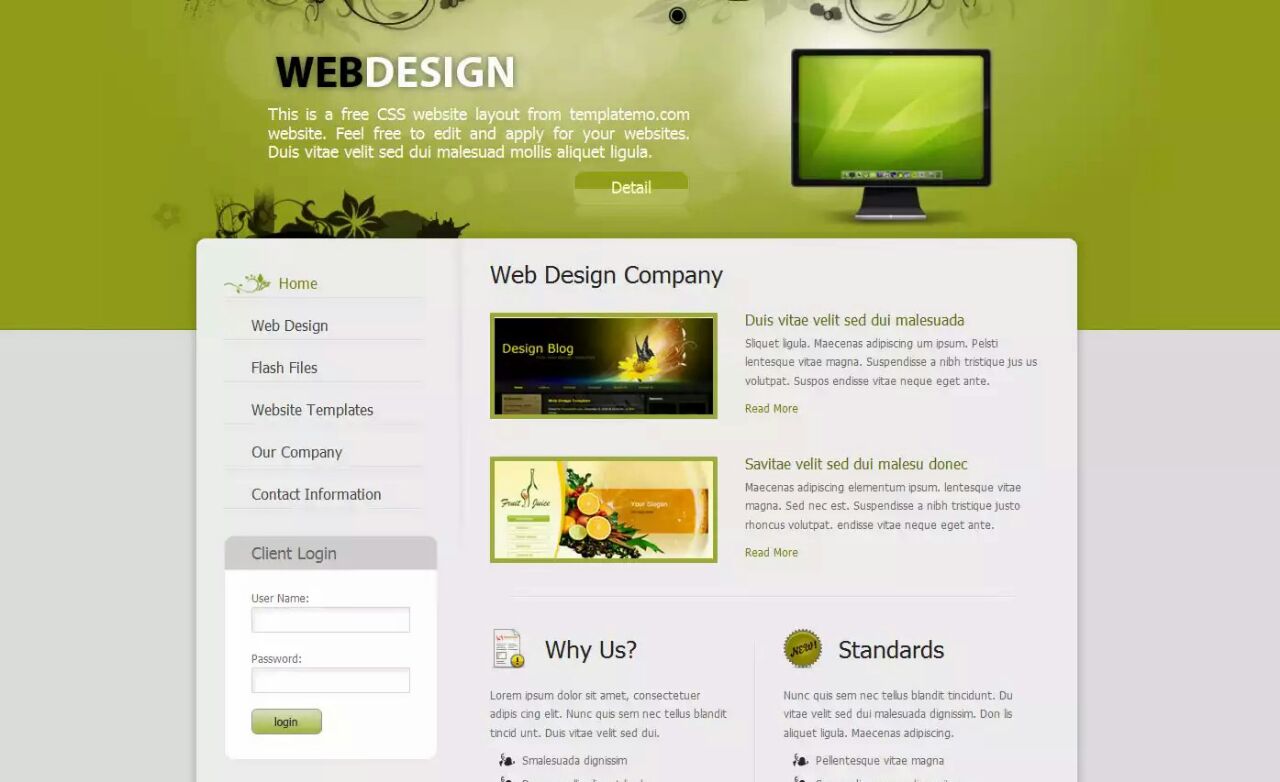 WEBDESIGN
This is a free CSS website layout from templatemo.com
website. Feel free to edit and apply for your websites.
Duis vitae velit sed dui malesuad mollis aliquet ligula.
Detail
Home
Web Design
Flash Files
Website Templates
Our Company
Contact Information
Client Login
User Name:
Password:
login
Web Design Company
Design Blog
Duis vitae velit sed dui malesuada
Sliquet ligula. Maecenas adipiscing um ipsum. Pelsti
lentesque vitae magna. Suspendisse a nibh tristique jus us
volutpat. Suspos endisse vitae neque eget ante.
Read More
Fruit Juice
Your Slogan
Savitae velit sed dui malesu donec
Maecenas adipiscing elementum ipsum. lentesque vitae
magna. Sed nec est. Suspendisse a nibh tristique justo
rhoncus volutpat. endisse vitae neque eget ante.
Read More
Why Us?
Lorem ipsum dolor sit amet, consectetuer
adipis cing elit. Nunc quis sem nec tellus blandit
tincid unt. Duis vitae velit sed dui.
Smalesuada dignissim
NEW!
Standards
Nunc quis sem nec tellus blandit tincidunt. Du
vitae velit sed dui malesuada dignissim. Don lis
aliquet ligula. Maecenas adipiscing.
Pellentesque vitae magna